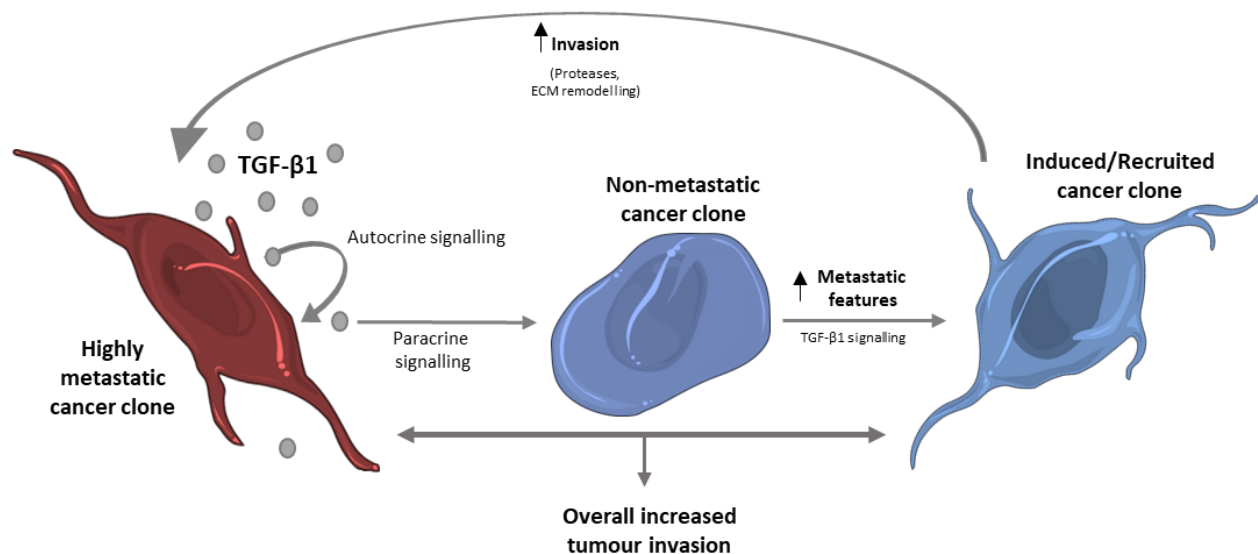 Invasion
(Proteases,
ECM remodelling)
TGF-β1
Induced/Recruited
cancer clone
Non-metastatic
cancer clone
Autocrine signalling
Metastatic
features
Paracrine
signalling
TGF-β1 signalling
Highly
metastatic
cancer clone
Overall increased
tumour invasion